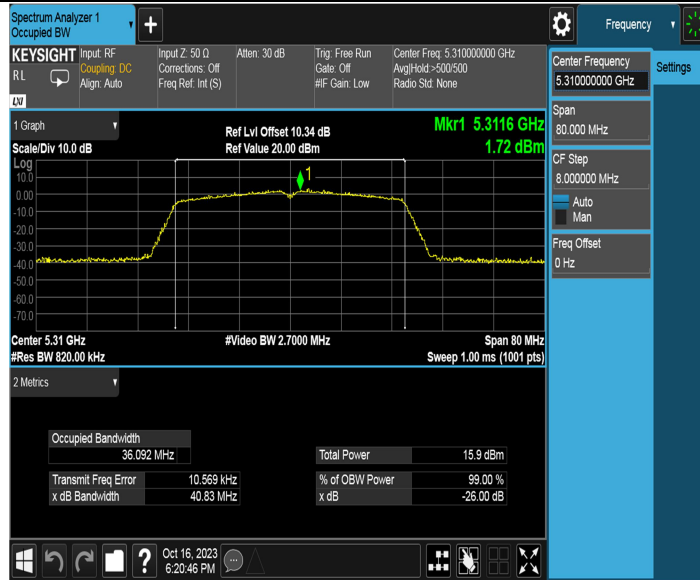 Spectrum Analyzer 1
Occupied BW
+
Frequency
KEYSIGHT
RL
LXI
Input: RF
Coupling: DC
Align: Auto
Input Z: 50 Ω
Corrections: Off
Freq Ref: Int (S)
Atten: 30 dB
Trig: Free Run
Gate: Off
#IF Gain: Low
Center Freq: 5.310000000 GHz
Avg|Hold:>500/500
Radio Std: None
Center Frequency
5.310000000 GHz
Settings
Span
80.000 MHz
CF Step
8.000000 MHz
Auto
Man
Freq Offset
0 Hz
1 Graph
Scale/Div 10.0 dB
Ref Lvl Offset 10.34 dB
Ref Value 20.00 dBm
Mkr1 5.3116 GHz
1.72 dBm
Log
10.0
0.00
-10.0
-20.0
-30.0
-40.0
-50.0
-60.0
-70.0
1
Center 5.31 GHz
#Res BW 820.00 kHz
#Video BW 2.7000 MHz
Span 80 MHz
Sweep 1.00 ms (1001 pts)
2 Metrics
Occupied Bandwidth
36.092 MHz
Total Power 15.9 dBm
Transmit Freq Error 10.569 kHz
% of OBW Power 99.00 %
x dB Bandwidth 40.83 MHz
x dB -26.00 dB
?
Oct 16, 2023
6:20:46 PM